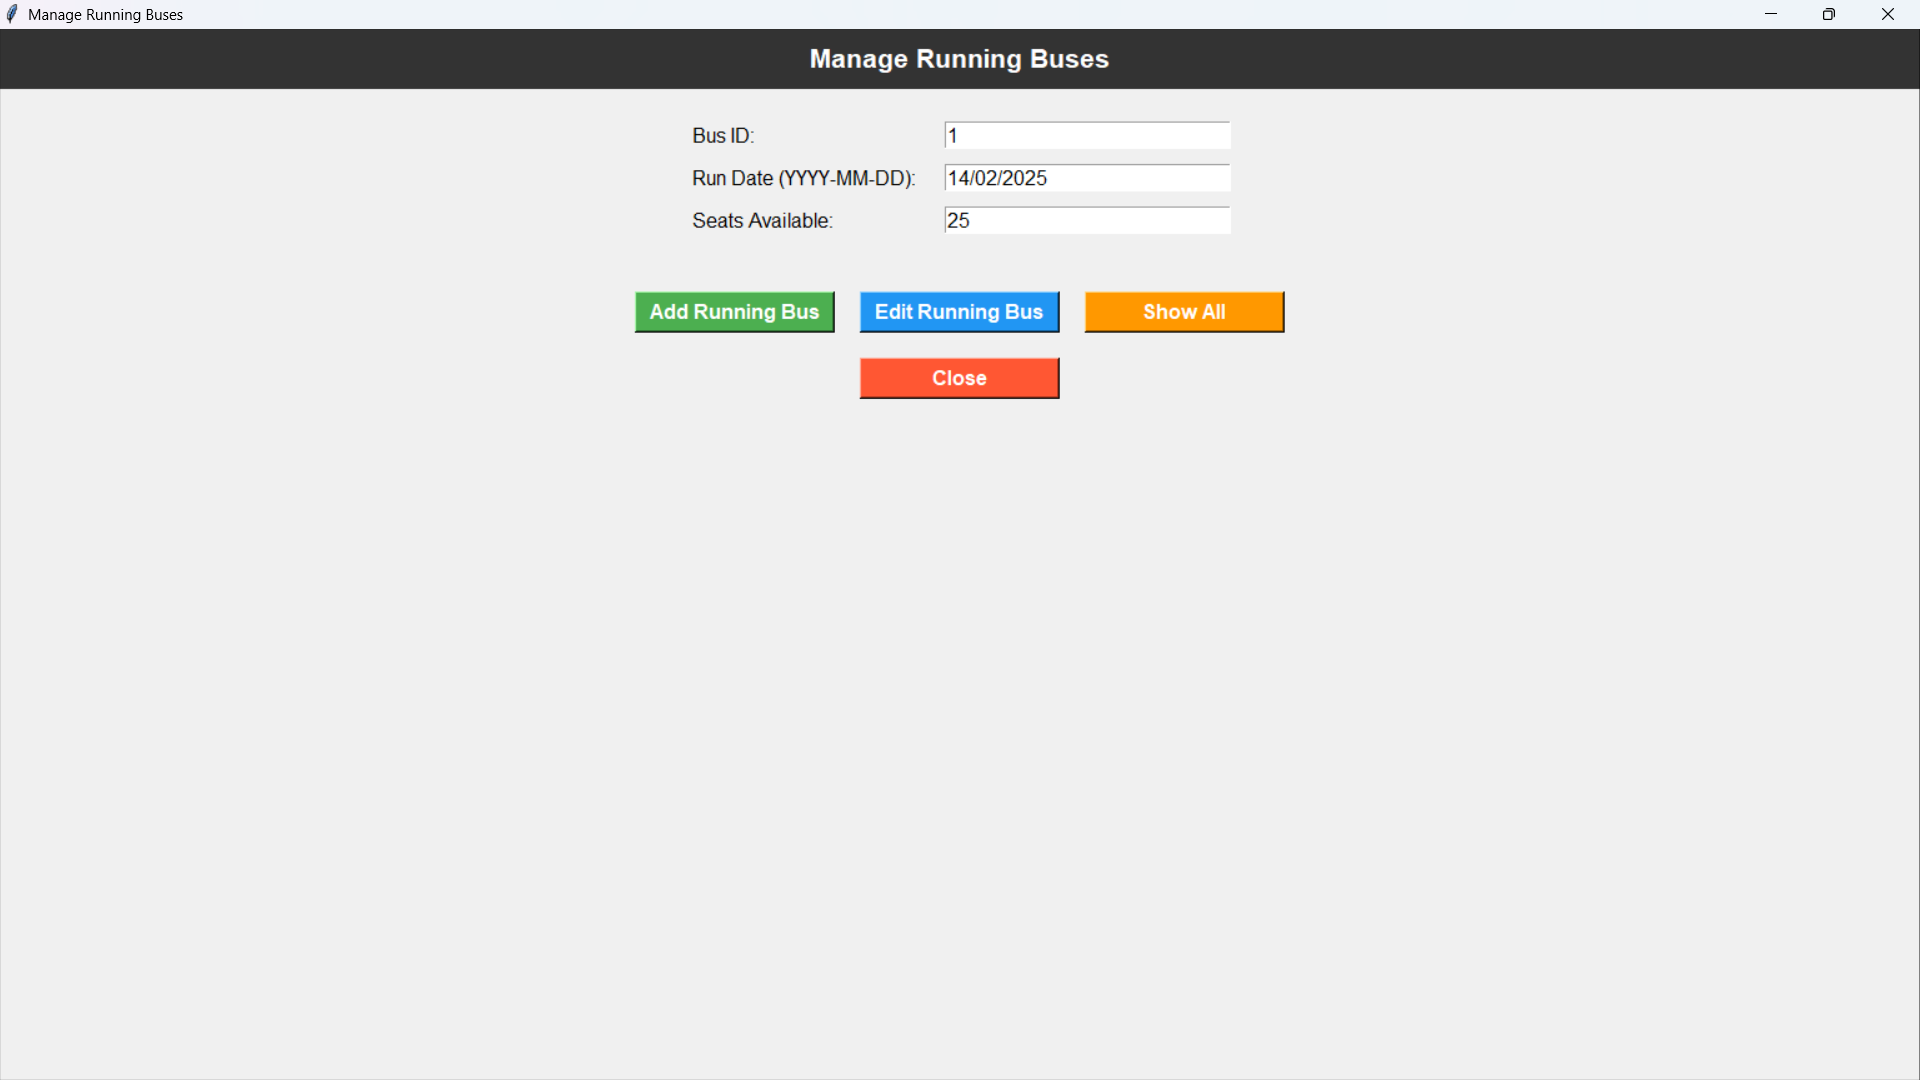 Manage Running Buses
Manage Running Buses
Bus ID: 1
Run Date (YYYY-MM-DD): 14/02/2025
Seats Available: 25
Add Running Bus Edit Running Bus Show All
Close